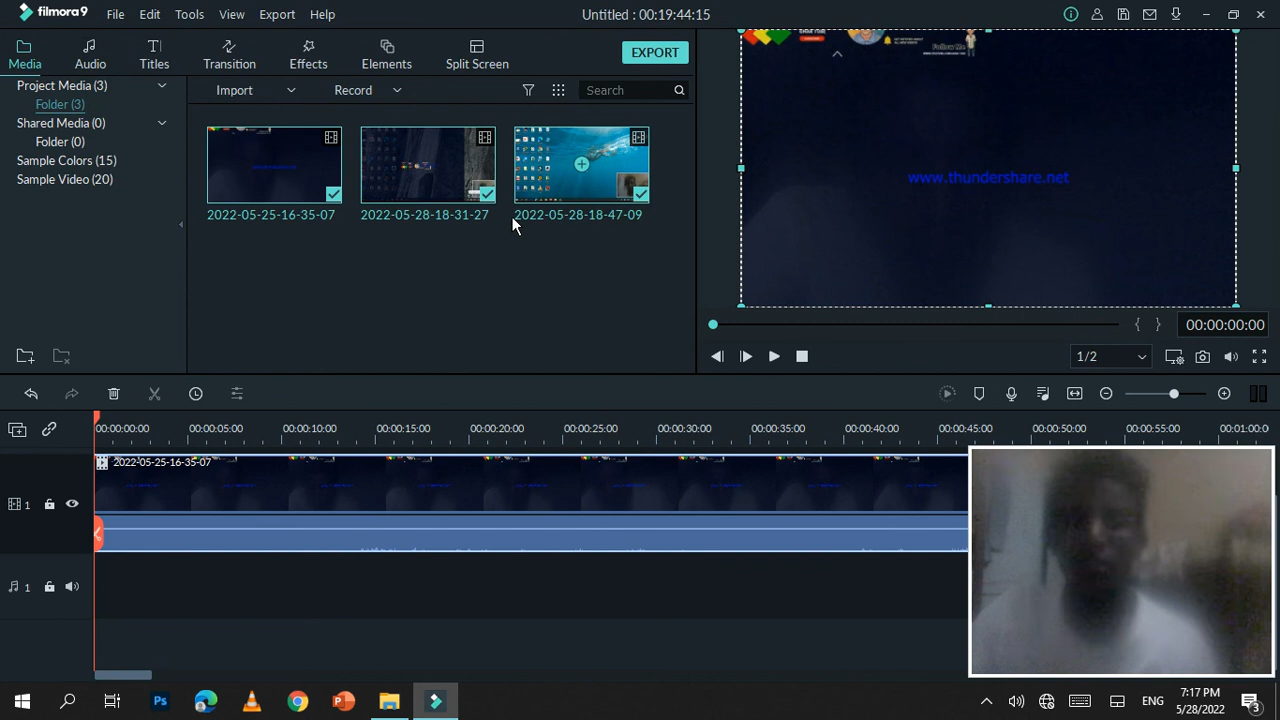 filmora9 File Edit Tools View Export Help Untitled : 00:19:44:15
Media Audio Titles Transition Effects Elements Split Screen EXPORT
Project Media (3) Import Record Search
Folder (3)
Shared Media (0)
Folder (0)
Sample Colors (15)
Sample Video (20)
2022-05-25-16-35-07 2022-05-28-18-31-27 2022-05-28-18-47-09
Follow Me
www.thundershare.net
{ } 00:00:00:00
1/2
00:00:00:00 00:00:05:00 00:00:10:00 00:00:15:00 00:00:20:00 00:00:25:00 00:00:30:00 00:00:35:00 00:00:40:00 00:00:45:00 00:00:50:00 00:00:55:00 00:01:00:0
2022-05-25-16-35-07
1
1
Ps ENG 7:17 PM
5/28/2022 3